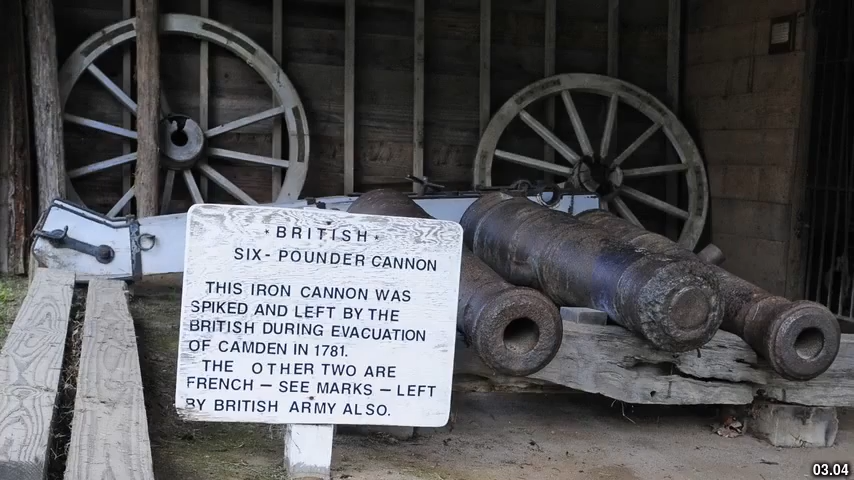 · BRITISH ·
SIX - POUNDER CANNON
THIS IRON CANNON WAS
SPIKED AND LEFT BY THE
BRITISH DURING EVACUATION
OF CAMDEN IN 1781.
THE OTHER TWO ARE
FRENCH — SEE MARKS — LEFT
BY BRITISH ARMY ALSO.
03.04